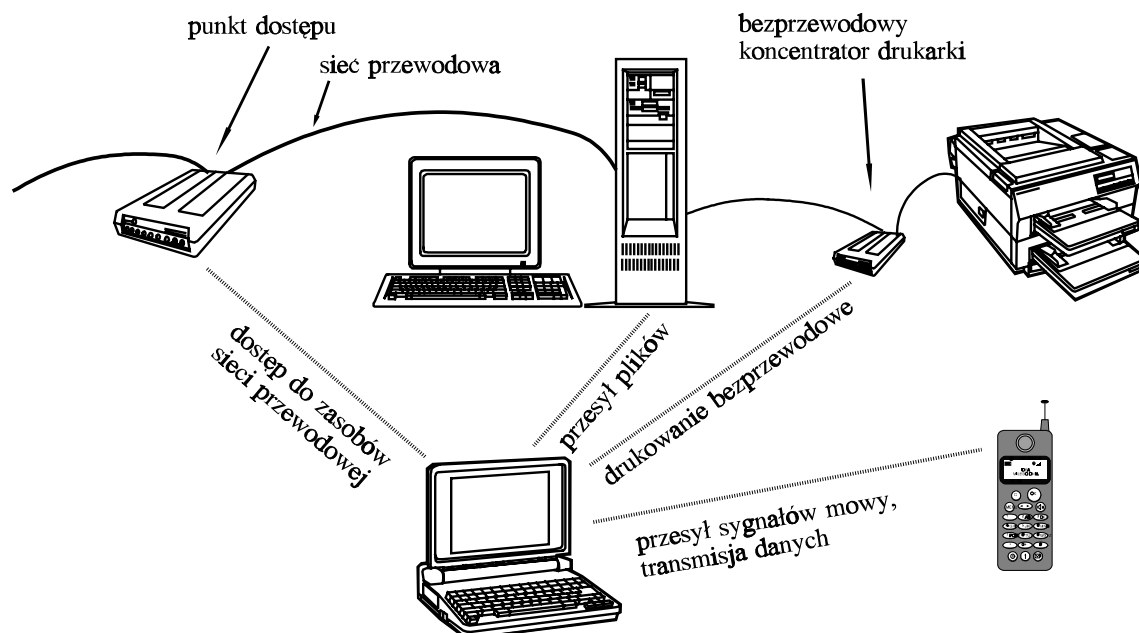 punkt dostępu
sieć przewodowa
bezprzewodowy
koncentrator drukarki
dostęp do zasobów
sieci przewodowej
przesył plików
drukowanie bezprzewodowe
przesył sygnałów mowy,
transmisja danych